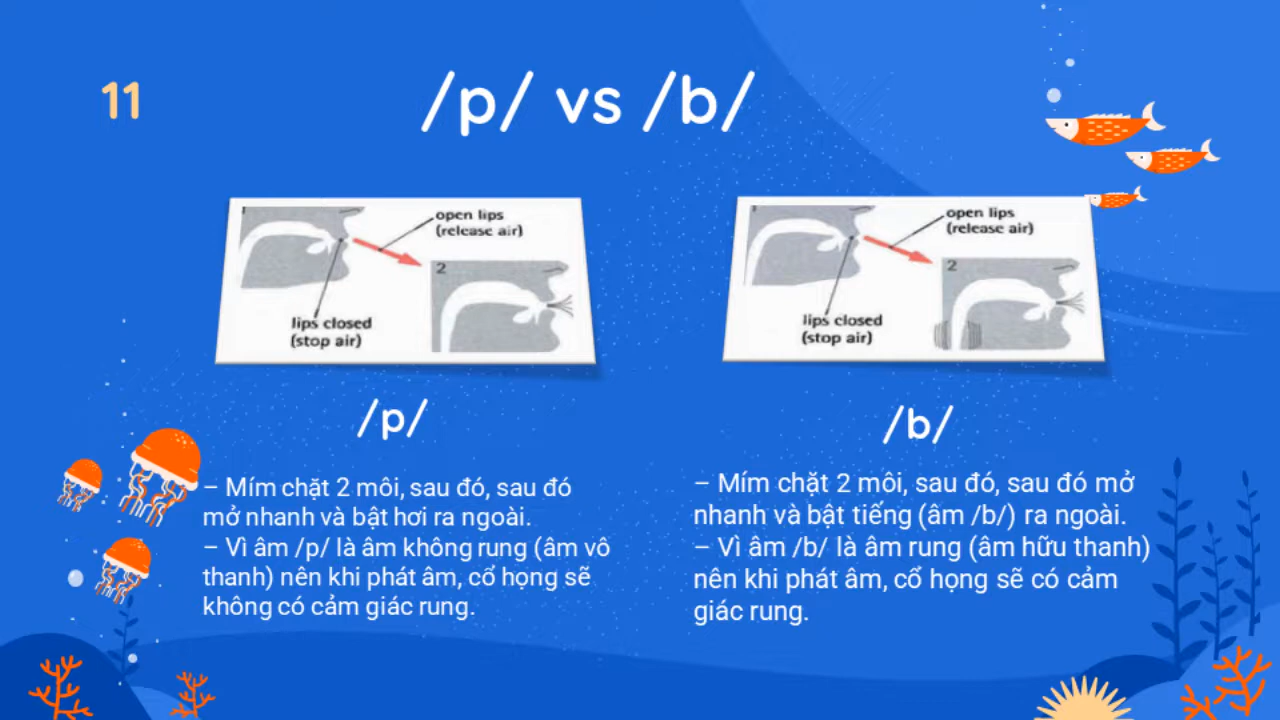 11
/p/ vs /b/
1
open lips
(release air)
2
lips closed
(stop air)
1
open lips
(release air)
2
lips closed
(stop air)
/p/
– Mím chặt 2 môi, sau đó, sau đó
mở nhanh và bật hơi ra ngoài.
– Vì âm /p/ là âm không rung (âm vô
thanh) nên khi phát âm, cổ họng sẽ
không có cảm giác rung.
/b/
– Mím chặt 2 môi, sau đó, sau đó mở
nhanh và bật tiếng (âm /b/) ra ngoài.
– Vì âm /b/ là âm rung (âm hữu thanh)
nên khi phát âm, cổ họng sẽ có cảm
giác rung.